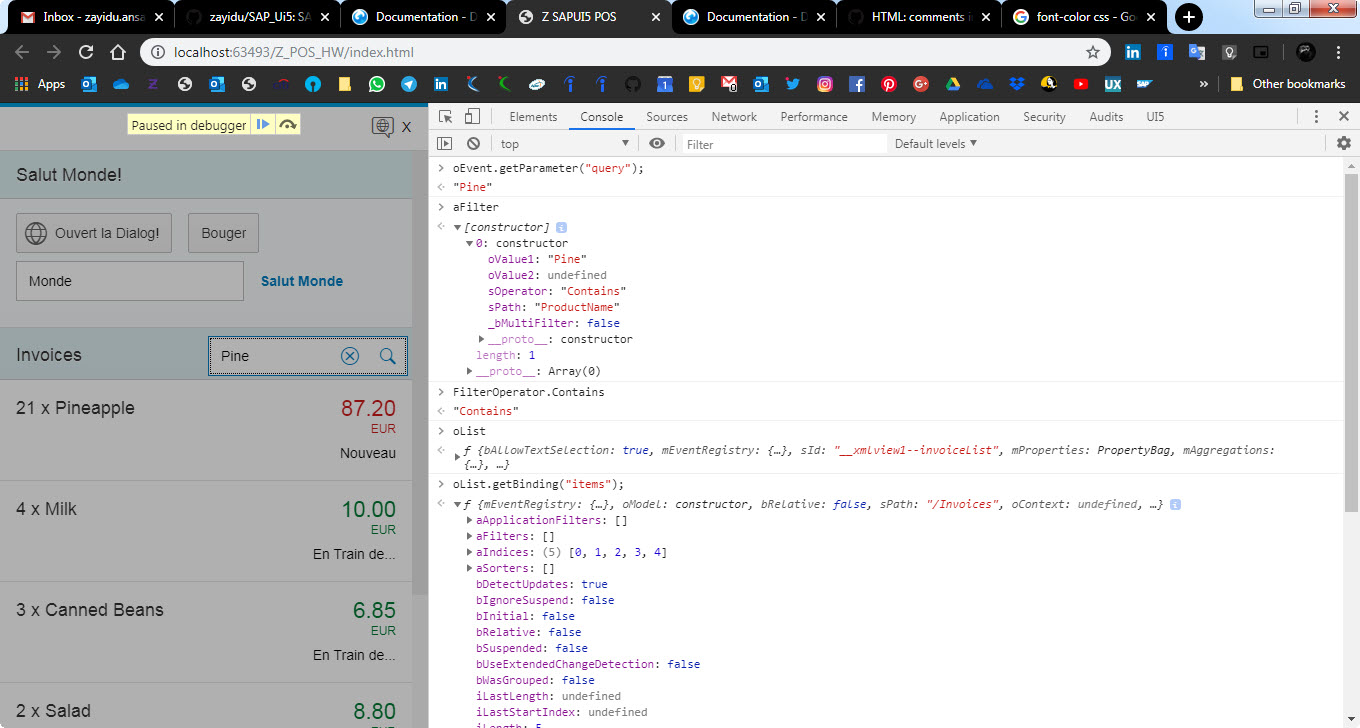 Inbox - zayidu.ansa
zayidu/SAP_Ui5: SA
Documentation - D
Z SAPUI5 POS
Documentation - D
HTML: comments in
font-color css - Go
localhost:63493/Z_POS_HW/index.html
Apps
UX
Other bookmarks
Paused in debugger
X
Salut Monde!
Ouvert la Dialog!
Bouger
Monde
Salut Monde
Invoices
Pine
21 x Pineapple
87.20
EUR
Nouveau
4 x Milk
10.00
EUR
En Train de...
3 x Canned Beans
6.85
EUR
En Train de...
2 x Salad
8.80
Elements Console Sources Network Performance Memory Application Security Audits UI5
top
Filter
Default levels
oEvent.getParameter("query");
"Pine"
aFilter
[constructor]
0: constructor
oValue1: "Pine"
oValue2: undefined
sOperator: "Contains"
sPath: "ProductName"
_bMultiFilter: false
__proto__: constructor
length: 1
__proto__: Array(0)
FilterOperator.Contains
"Contains"
oList
ƒ {bAllowTextSelection: true, mEventRegistry: {…}, sId: "__xmlview1--invoiceList", mProperties: PropertyBag, mAggregations:
{…}, …}
oList.getBinding("items");
ƒ {mEventRegistry: {…}, oModel: constructor, bRelative: false, sPath: "/Invoices", oContext: undefined, …}
aApplicationFilters: []
aFilters: []
aIndices: (5) [0, 1, 2, 3, 4]
aSorters: []
bDetectUpdates: true
bIgnoreSuspend: false
bInitial: false
bRelative: false
bSuspended: false
bUseExtendedChangeDetection: false
bWasGrouped: false
iLastLength: undefined
iLastStartIndex: undefined
iLength: 5